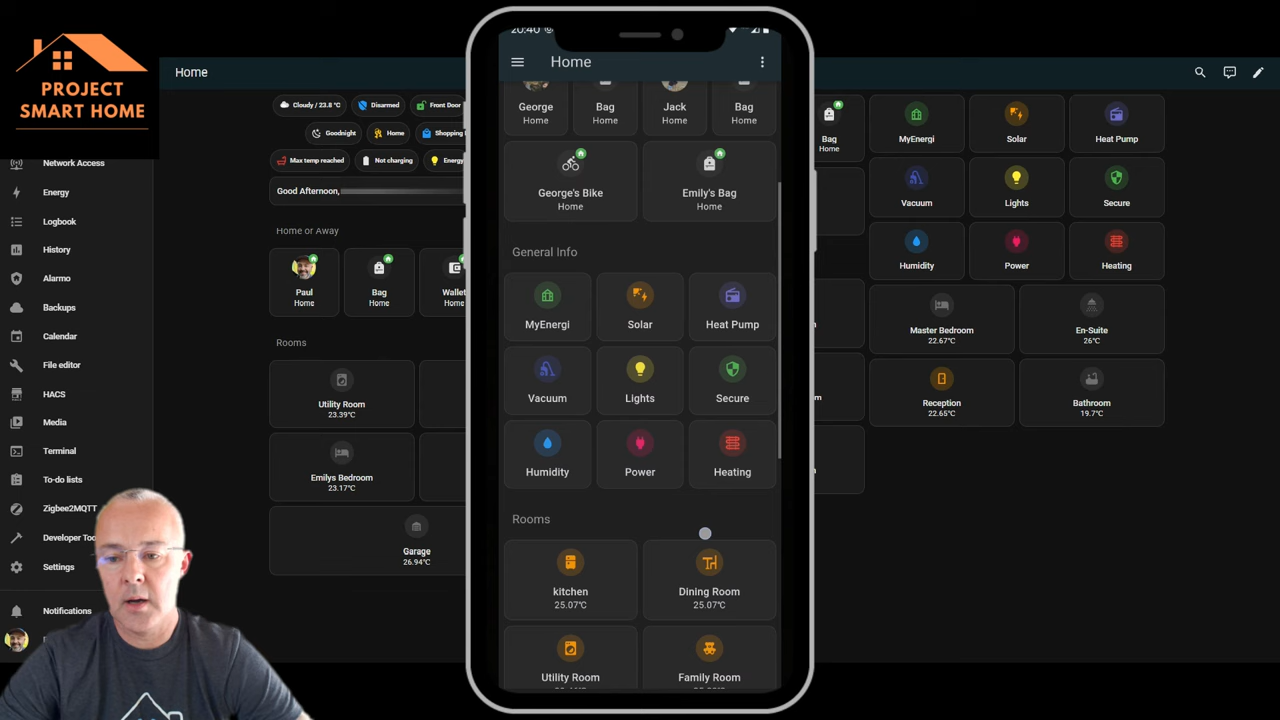 PROJECT
SMART HOME
Home
Network Access
Energy
Logbook
History
Alarmo
Backups
Calendar
File editor
HACS
Media
Terminal
To-do lists
Zigbee2MQTT
Developer Too
Settings
Notifications
Cloudy / 23.8 °C
Disarmed
Front Door
Goodnight
Home
Shopping
Max temp reached
Not charging
Energy
Good Afternoon,
Home or Away
Paul
Home
Bag
Home
Wallet
Home
Rooms
Utility Room
23.39°C
Emilys Bedroom
23.17°C
Garage
26.94°C
20:40
Home
George
Home
Bag
Home
Jack
Home
Bag
Home
George's Bike
Home
Emily's Bag
Home
General Info
MyEnergi
Solar
Heat Pump
Vacuum
Lights
Secure
Humidity
Power
Heating
Rooms
kitchen
25.07°C
Dining Room
25.07°C
Utility Room
Family Room
Bag
Home
MyEnergi
Solar
Heat Pump
Vacuum
Lights
Secure
Humidity
Power
Heating
Master Bedroom
22.67°C
En-Suite
26°C
Reception
22.65°C
Bathroom
19.7°C